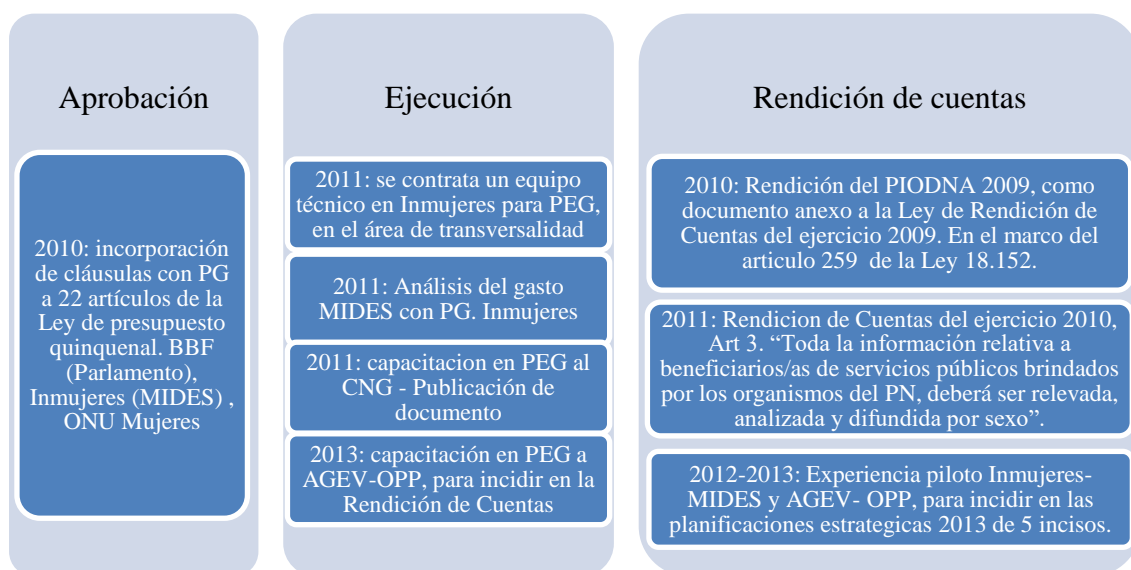 Aprobación
2010: incorporación
de cláusulas con PG
a 22 artículos de la
Ley de presupuesto
quinquenal. BBF
(Parlamento),
Inmujeres (MIDES) ,
ONU Mujeres
Ejecución
2011: se contrata un equipo
técnico en Inmujeres para PEG,
en el área de transversalidad
2011: Análisis del gasto
MIDES con PG. Inmujeres
2011: capacitacion en PEG al
CNG - Publicación de
documento
2013: capacitación en PEG a
AGEV-OPP, para incidir en la
Rendición de Cuentas
Rendición de cuentas
2010: Rendición del PIODNA 2009, como
documento anexo a la Ley de Rendición de
Cuentas del ejercicio 2009. En el marco del
articulo 259 de la Ley 18.152.
2011: Rendicion de Cuentas del ejercicio 2010,
Art 3. “Toda la información relativa a
beneficiarios/as de servicios públicos brindados
por los organismos del PN, deberá ser relevada,
analizada y difundida por sexo”.
2012-2013: Experiencia piloto Inmujeres-
MIDES y AGEV- OPP, para incidir en las
planificaciones estrategicas 2013 de 5 incisos.